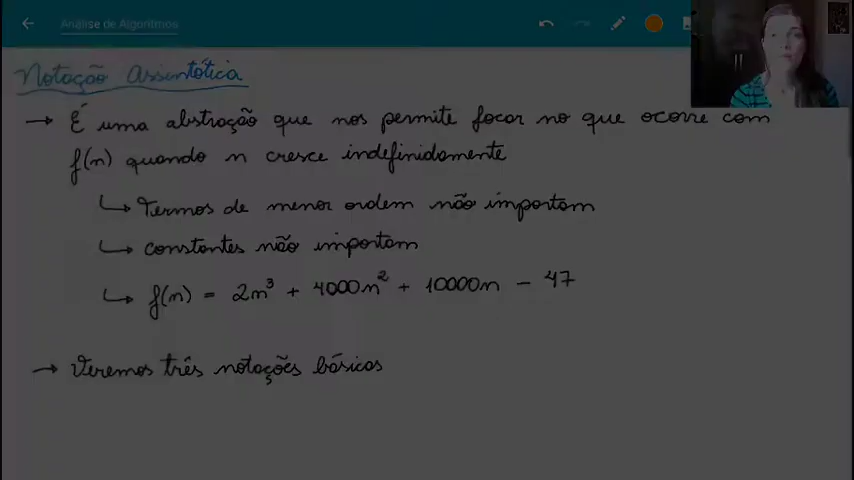 Análise de Algoritmos
Notação Assintótica
→ É uma abstração que nos permite focar no que ocorre com
f(n) quando n cresce indefinidamente
↳ Termos de menor ordem não importam
↳ constantes não importam
↳ f(n) = 2n³ + 4000n² + 10000n - 47
→ Veremos três notações básicas